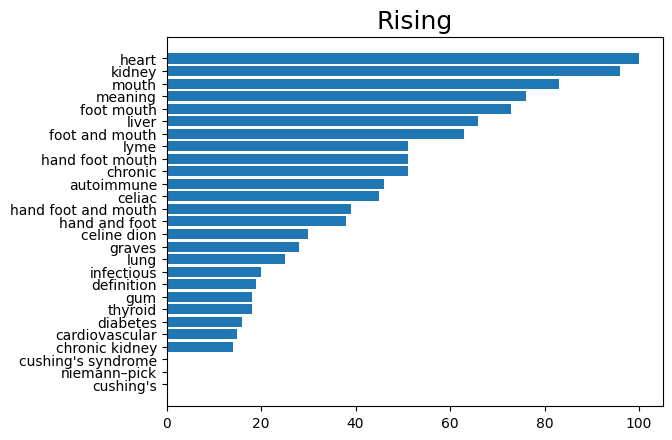 Rising
heart
kidney
mouth
meaning
foot mouth
liver
foot and mouth
lyme
hand foot mouth
chronic
autoimmune
celiac
hand foot and mouth
hand and foot
celine dion
graves
lung
infectious
definition
gum
thyroid
diabetes
cardiovascular
chronic kidney
cushing's syndrome
niemann–pick
cushing's
0 20 40 60 80 100